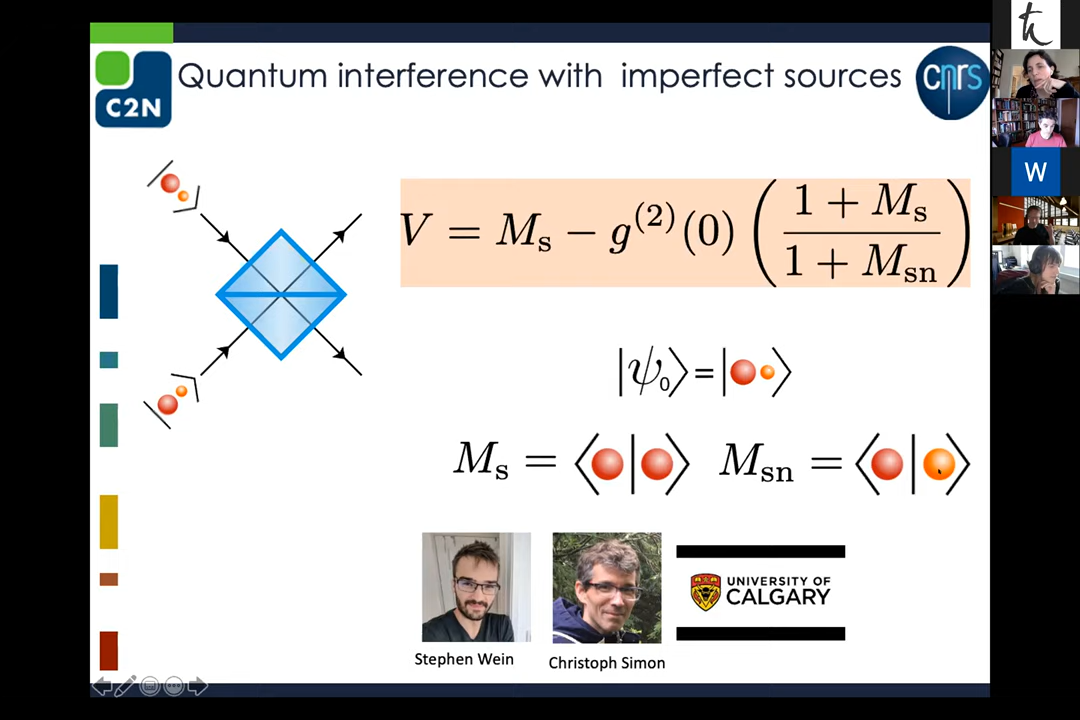 C2N
Quantum interference with imperfect sources
cnrs
W
V = M_s − g^(2)(0) ( (1 + M_s) / (1 + M_sn) )
|ψ_0⟩ = | ⟩
M_s = ⟨ | ⟩ M_sn = ⟨ | ⟩
UNIVERSITY OF
CALGARY
Stephen Wein
Christoph Simon